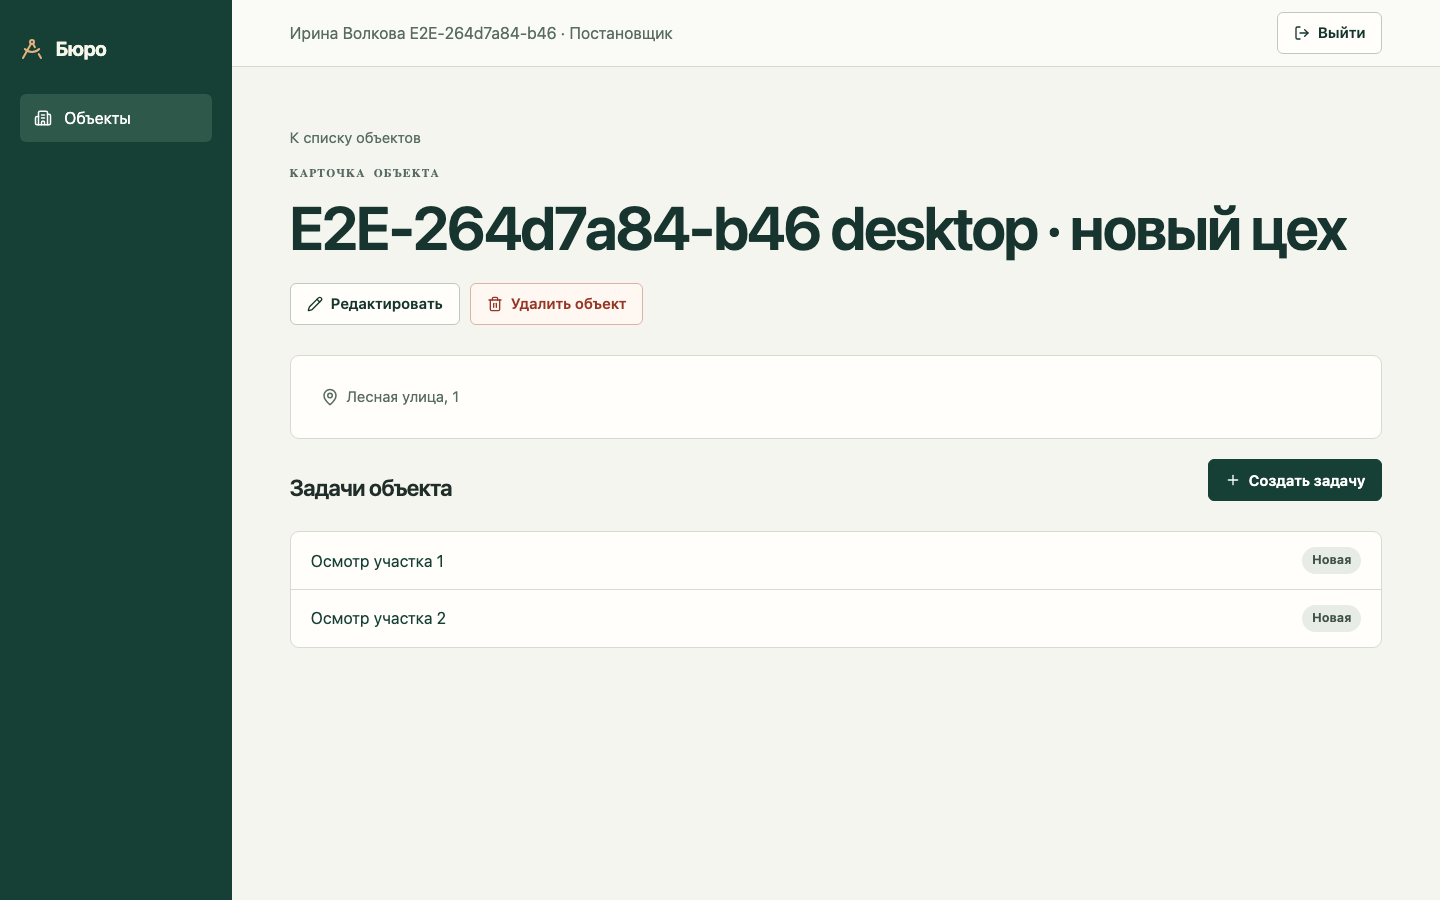 Бюро
Объекты
Ирина Волкова E2E-264d7a84-b46 · Постановщик
Выйти
К списку объектов
КАРТОЧКА ОБЪЕКТА
E2E-264d7a84-b46 desktop · новый цех
Редактировать
Удалить объект
Лесная улица, 1
Задачи объекта
Создать задачу
Осмотр участка 1
Новая
Осмотр участка 2
Новая